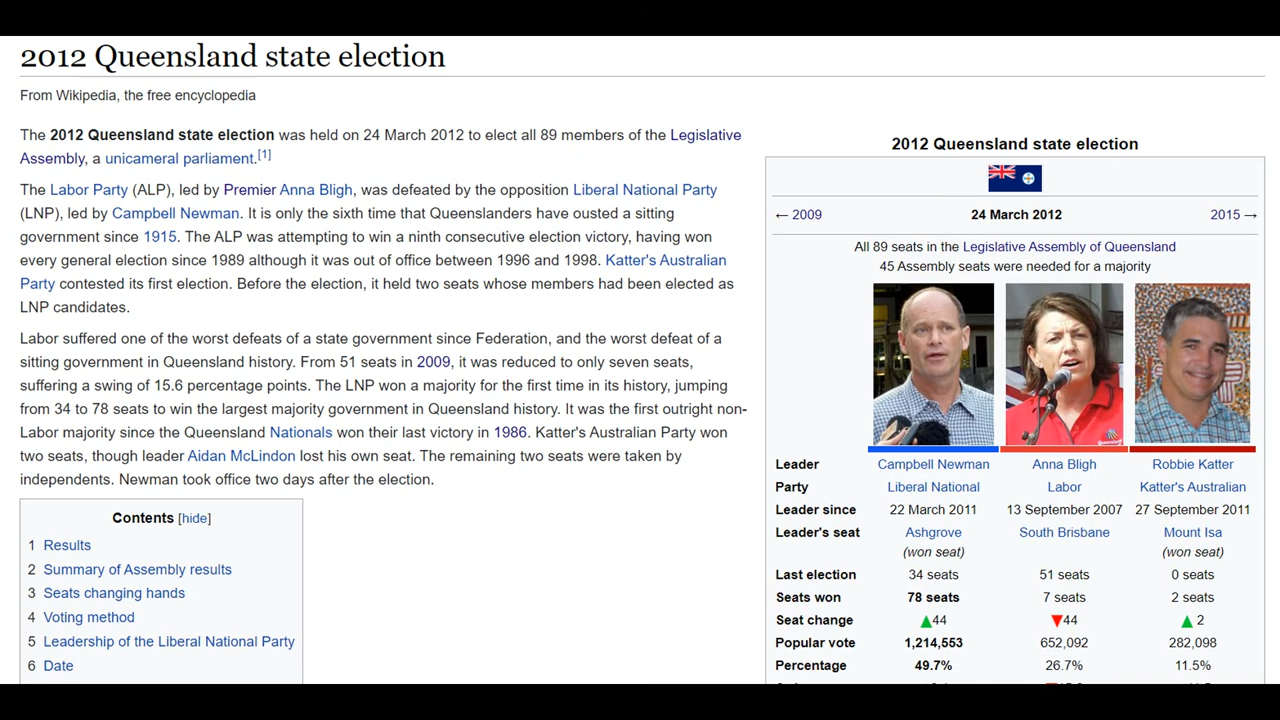 2012 Queensland state election
From Wikipedia, the free encyclopedia
The 2012 Queensland state election was held on 24 March 2012 to elect all 89 members of the Legislative
Assembly, a unicameral parliament.[1]
The Labor Party (ALP), led by Premier Anna Bligh, was defeated by the opposition Liberal National Party
(LNP), led by Campbell Newman. It is only the sixth time that Queenslanders have ousted a sitting
government since 1915. The ALP was attempting to win a ninth consecutive election victory, having won
every general election since 1989 although it was out of office between 1996 and 1998. Katter's Australian
Party contested its first election. Before the election, it held two seats whose members had been elected as
LNP candidates.
Labor suffered one of the worst defeats of a state government since Federation, and the worst defeat of a
sitting government in Queensland history. From 51 seats in 2009, it was reduced to only seven seats,
suffering a swing of 15.6 percentage points. The LNP won a majority for the first time in its history, jumping
from 34 to 78 seats to win the largest majority government in Queensland history. It was the first outright non-
Labor majority since the Queensland Nationals won their last victory in 1986. Katter's Australian Party won
two seats, though leader Aidan McLindon lost his own seat. The remaining two seats were taken by
independents. Newman took office two days after the election.
Contents [hide]
1 Results
2 Summary of Assembly results
3 Seats changing hands
4 Voting method
5 Leadership of the Liberal National Party
6 Date
2012 Queensland state election
← 2009 24 March 2012 2015 →
All 89 seats in the Legislative Assembly of Queensland
45 Assembly seats were needed for a majority
Leader Campbell Newman Anna Bligh Robbie Katter
Party Liberal National Labor Katter's Australian
Leader since 22 March 2011 13 September 2007 27 September 2011
Leader's seat Ashgrove South Brisbane Mount Isa
(won seat) (won seat)
Last election 34 seats 51 seats 0 seats
Seats won 78 seats 7 seats 2 seats
Seat change ▲44 ▼44 ▲2
Popular vote 1,214,553 652,092 282,098
Percentage 49.7% 26.7% 11.5%